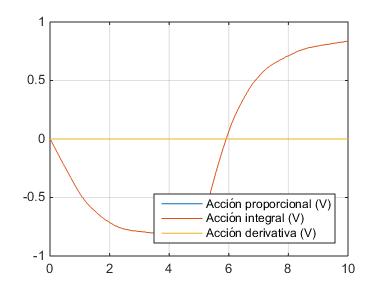 1
0.5
0
-0.5
-1
Acción proporcional (V)
Acción integral (V)
Acción derivativa (V)
0 2 4 6 8 10